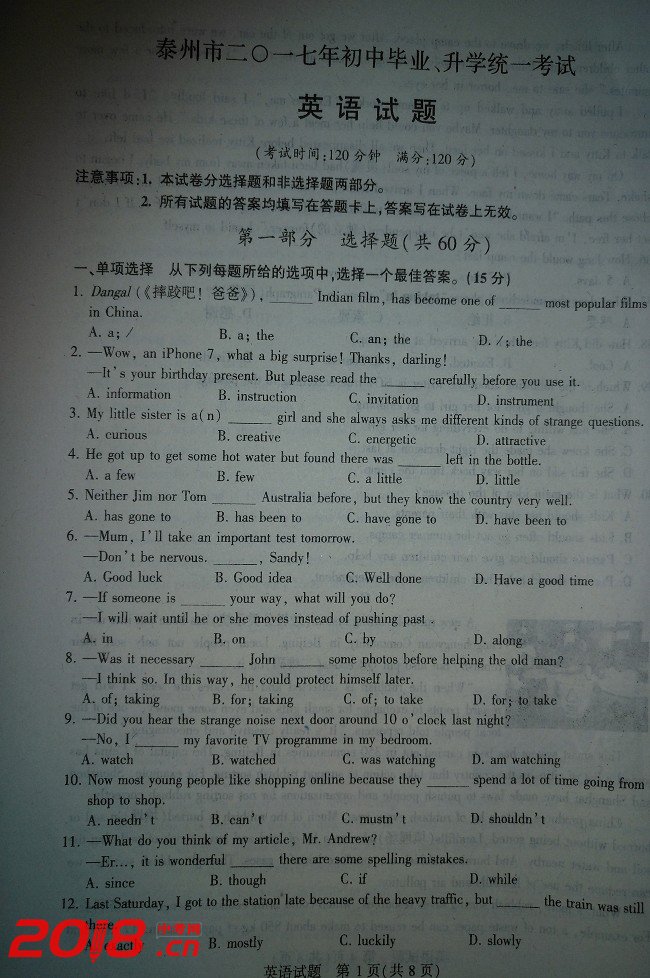 泰州市二〇一七年初中毕业、升学统一考试
英语试题
(考试时间:120分钟 满分:120分)
注意事项:1. 本试卷分选择题和非选择题两部分。
2. 所有试题的答案均填写在答题卡上,答案写在试卷上无效。
第一部分 选择题(共60分)
一、单项选择 从下列每题所给的选项中,选择一个最佳答案。(15分)
1. Dangal (《摔跤吧!爸爸》), ______ Indian film, has become one of ______ most popular films
in China.
A. a; / B. a; the C. an; the D. /; the
2. —Wow, an iPhone 7, what a big surprise! Thanks, darling!
—It's your birthday present. But please read the ______ carefully before you use it.
A. information B. instruction C. invitation D. instrument
3. My little sister is a(n) ______ girl and she always asks me different kinds of strange questions.
A. curious B. creative C. energetic D. attractive
4. He got up to get some hot water but found there was ______ left in the bottle.
A. a few B. few C. a little D. little
5. Neither Jim nor Tom ______ Australia before, but they know the country very well.
A. has gone to B. has been to C. have gone to D. have been to
6. —Mum, I'll take an important test tomorrow.
—Don't be nervous. ______, Sandy!
A. Good luck B. Good idea C. Well done D. Have a good time
7. —If someone is ______ your way, what will you do?
—I will wait until he or she moves instead of pushing past.
A. in B. on C. by D. along
8. —Was it necessary ______ John ______ some photos before helping the old man?
—I think so. In this way, he could protect himself later.
A. of; taking B. for; taking C. of; to take D. for; to take
9. —Did you hear the strange noise next door around 10 o'clock last night?
—No, I ______ my favorite TV programme in my bedroom.
A. watch B. watched C. was watching D. am watching
10. Now most young people like shopping online because they ______ spend a lot of time going from
shop to shop.
A. needn't B. can't C. mustn't D. shouldn't
11. —What do you think of my article, Mr. Andrew?
—Er..., it is wonderful ______ there are some spelling mistakes.
A. since B. though C. if D. while
12. Last Saturday, I got to the station late because of the heavy traffic, but ______ the train was still
there.
A. exactly B. mostly C. luckily D. slowly
2018.cn
中考网
英语试题 第1页(共8页)